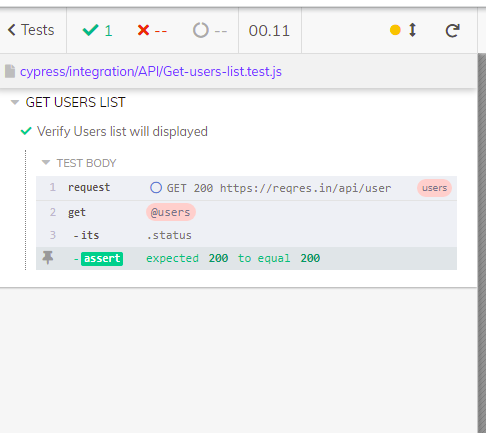 Tests 1 -- -- 00.11
cypress/integration/API/Get-users-list.test.js
GET USERS LIST
Verify Users list will displayed
TEST BODY
1 request GET 200 https://reqres.in/api/user users
2 get @users
3 -its .status
-assert expected 200 to equal 200